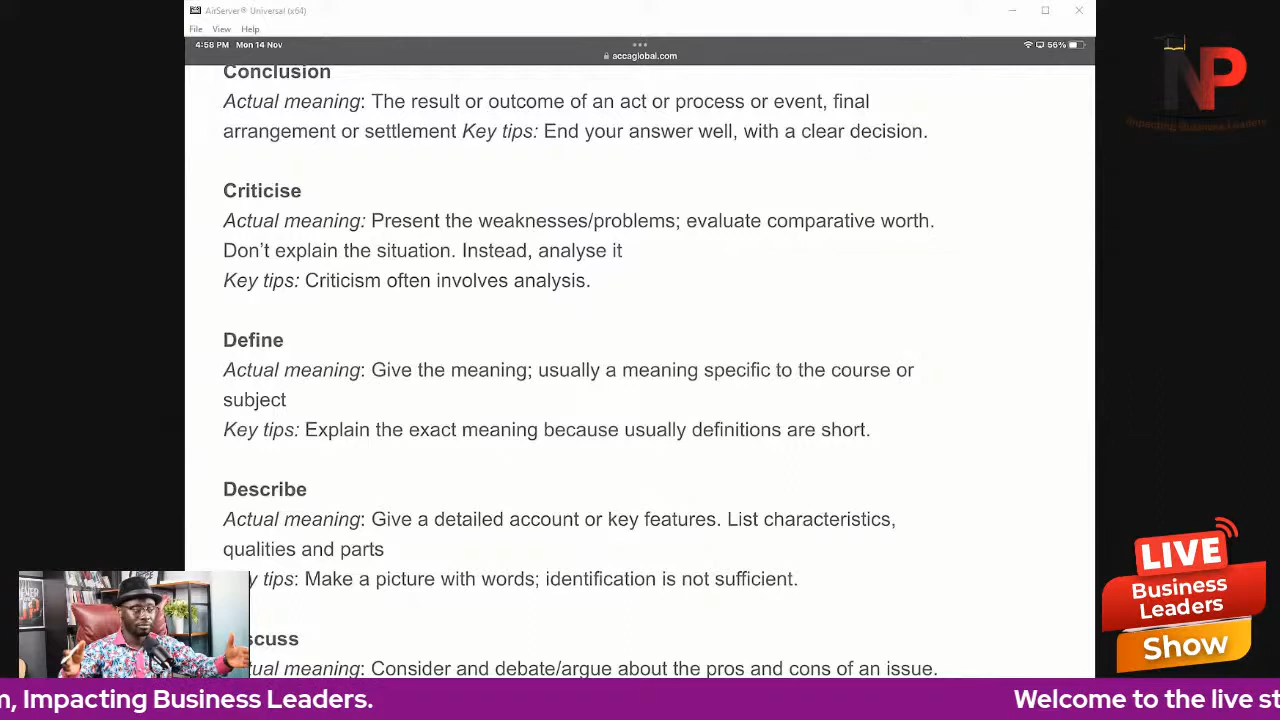 AirServer® Universal (x64)
File View Help
4:58 PM Mon 14 Nov
56%
accaglobal.com
Conclusion
Actual meaning: The result or outcome of an act or process or event, final
arrangement or settlement Key tips: End your answer well, with a clear decision.
Criticise
Actual meaning: Present the weaknesses/problems; evaluate comparative worth.
Don’t explain the situation. Instead, analyse it
Key tips: Criticism often involves analysis.
Define
Actual meaning: Give the meaning; usually a meaning specific to the course or
subject
Key tips: Explain the exact meaning because usually definitions are short.
Describe
Actual meaning: Give a detailed account or key features. List characteristics,
qualities and parts
y tips: Make a picture with words; identification is not sufficient.
cuss
tual meaning: Consider and debate/argue about the pros and cons of an issue.
NP
Impacting Business Leaders
LIVE
Business
Leaders
Show
m, Impacting Business Leaders.
Welcome to the live st